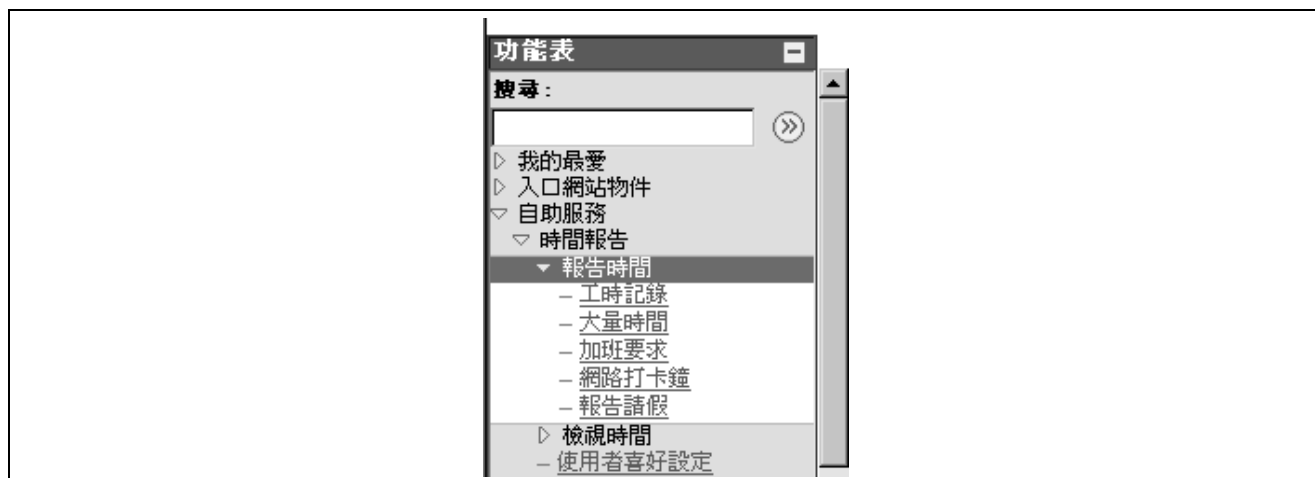 功能表
搜尋：
我的最愛
入口網站物件
自助服務
時間報告
報告時間
– 工時記錄
– 大量時間
– 加班要求
– 網路打卡鐘
– 報告請假
檢視時間
– 使用者喜好設定